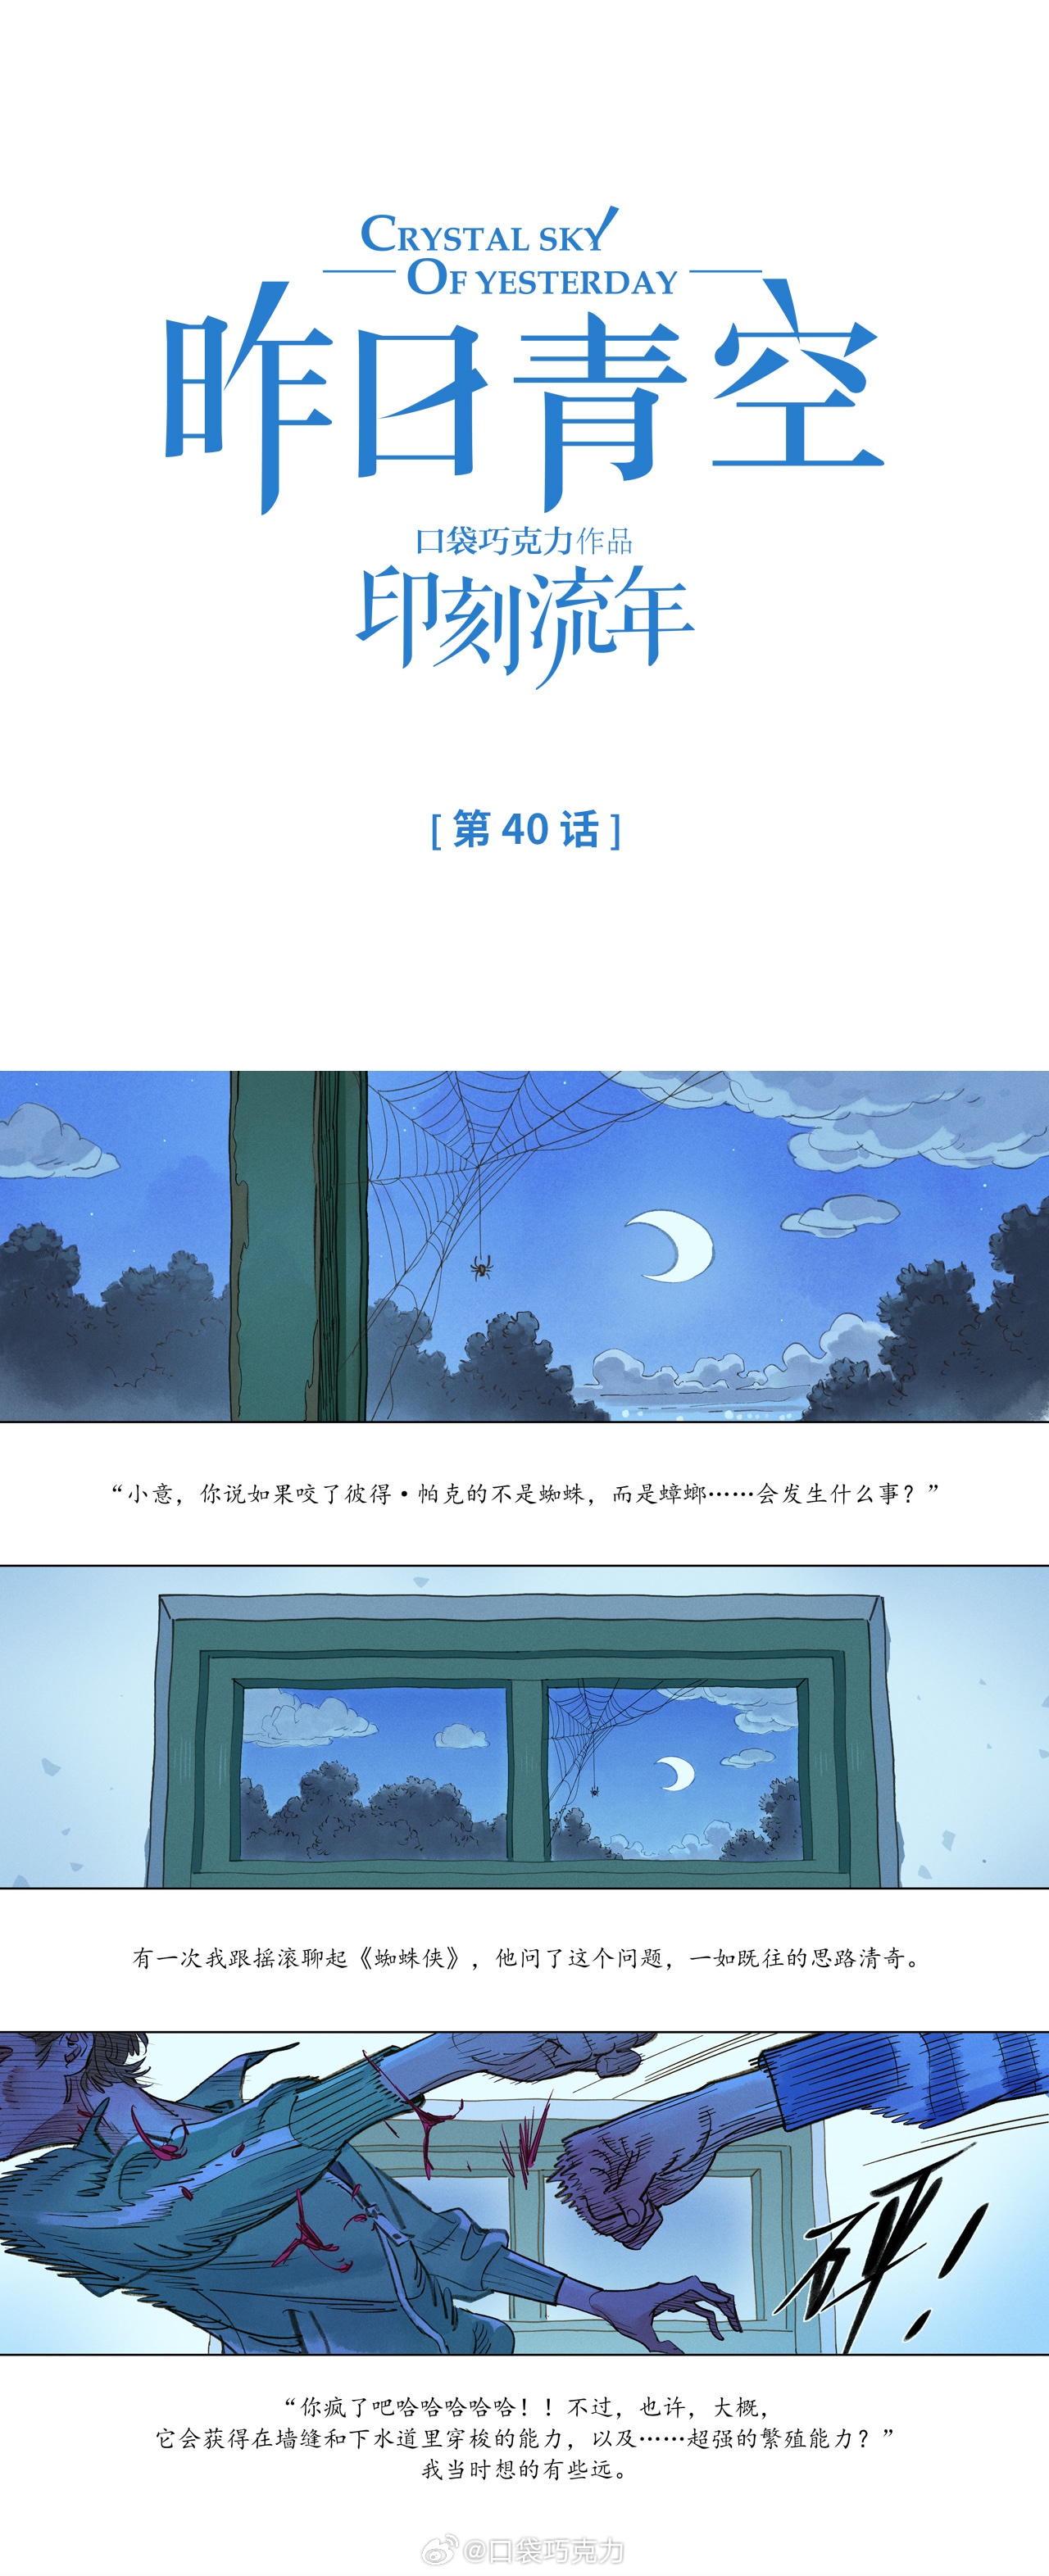 CRYSTAL SKY
OF YESTERDAY
昨日青空
口袋巧克力作品
印刻流年
[ 第 40 话 ]
“小意，你说如果咬了彼得·帕克的不是蜘蛛，而是蟑螂……会发生什么事？”
有一次我跟摇滚聊起《蜘蛛侠》，他问了这个问题，一如既往的思路清奇。
砰！
“你疯了吧哈哈哈哈哈！！不过，也许，大概，
它会获得在墙缝和下水道里穿梭的能力，以及……超强的繁殖能力？”
我当时想的有些远。
@口袋巧克力